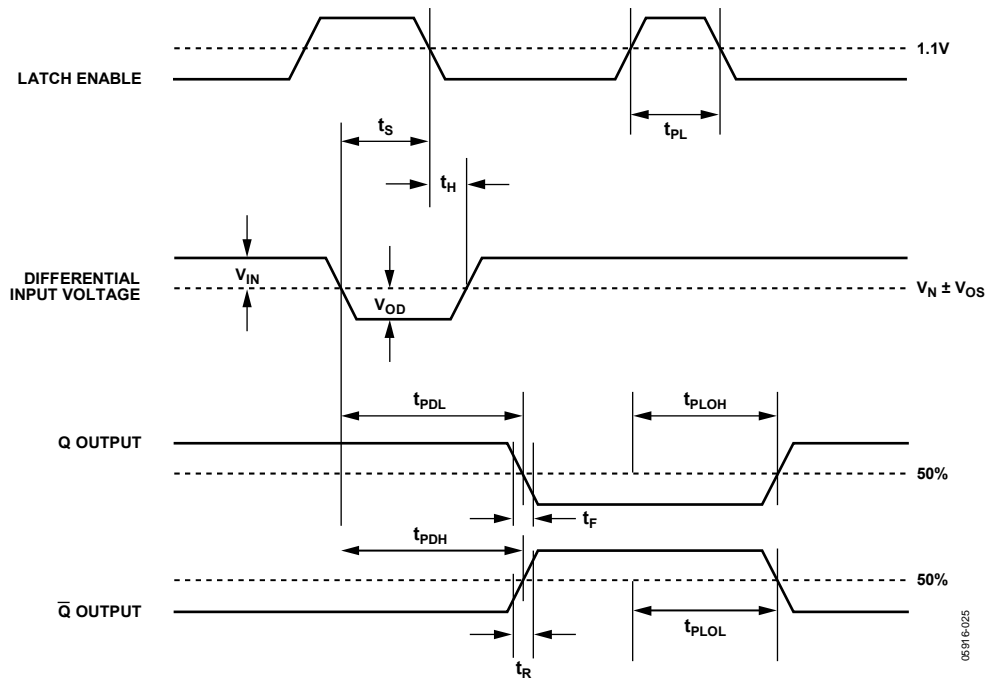 1.1V
LATCH ENABLE
tS
tPL
tH
VIN
DIFFERENTIAL
INPUT VOLTAGE
VOD
VN ± VOS
tPDL
tPLOH
Q OUTPUT
50%
tF
tPDH
50%
Q̅ OUTPUT
tPLOL
tR
05916-025